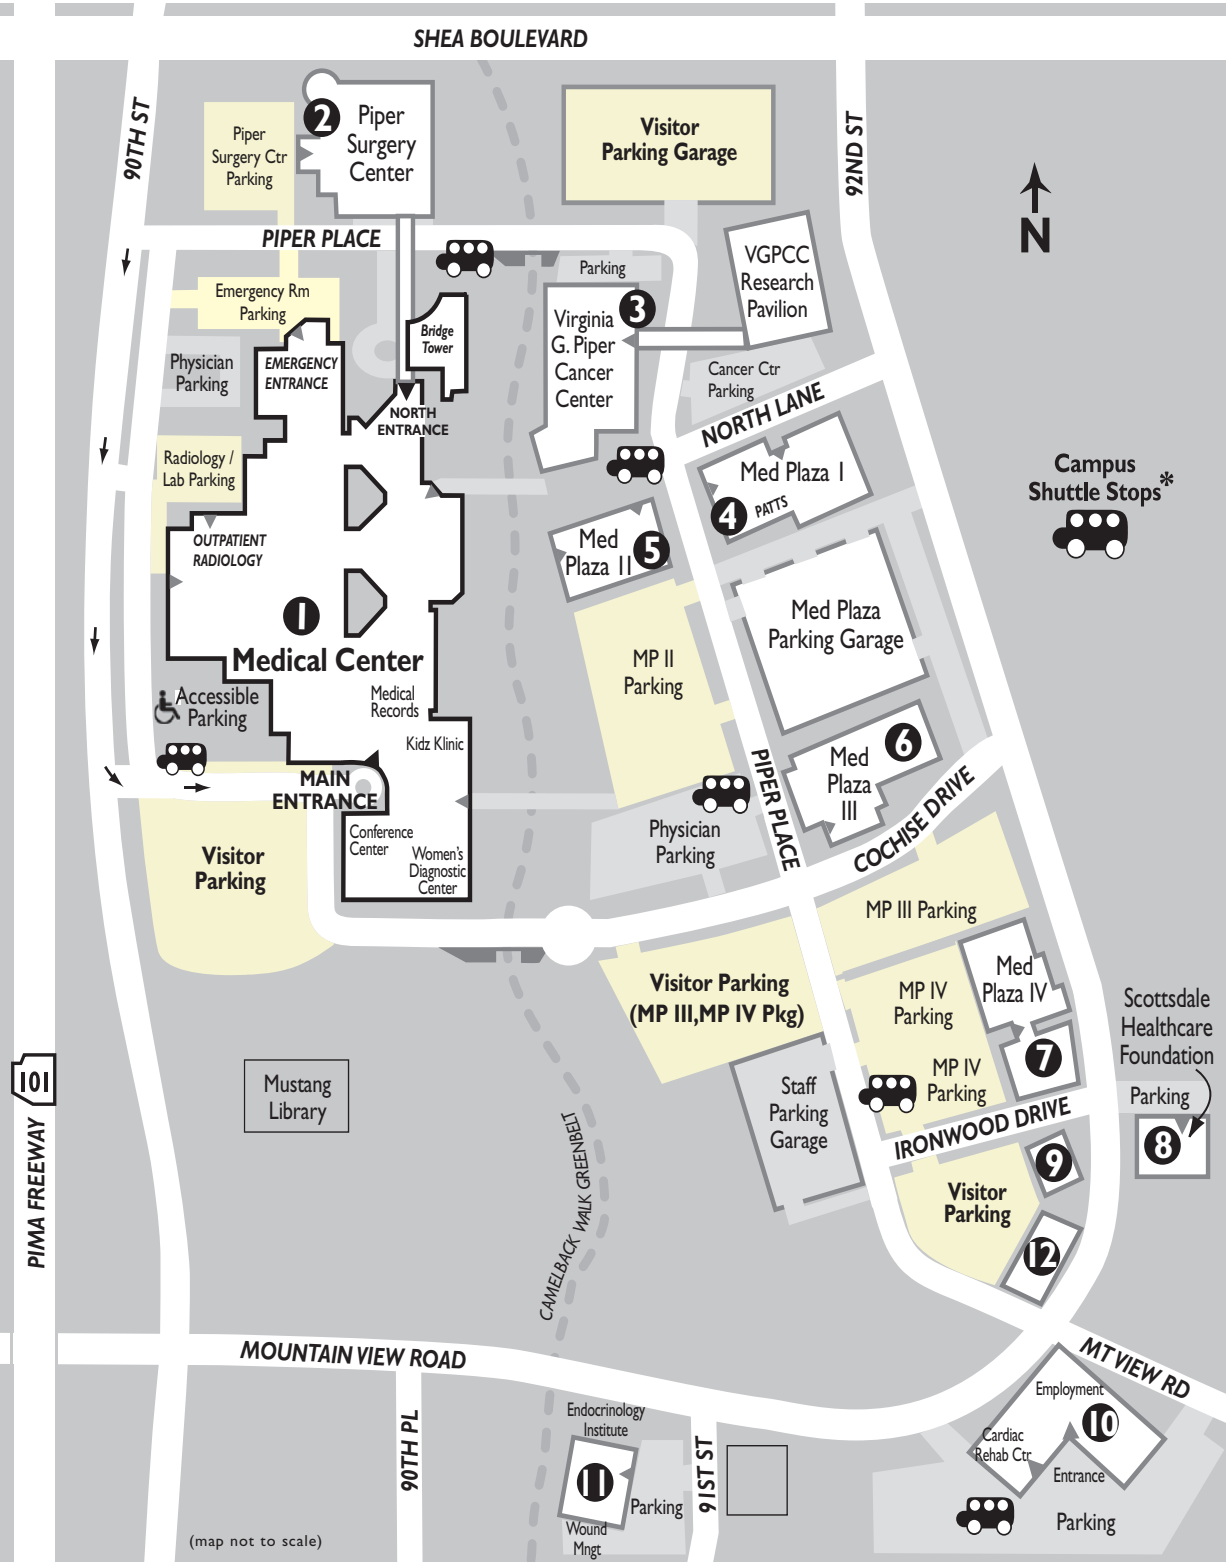 SHEA BOULEVARD
90TH ST
92ND ST
2
Piper
Surgery
Center
Piper
Surgery Ctr
Parking
Visitor
Parking Garage
N
PIPER PLACE
Parking
VGPCC
Research
Pavilion
Emergency Rm
Parking
3
Virginia
G. Piper
Cancer
Center
Bridge
Tower
Physician
Parking
EMERGENCY
ENTRANCE
Cancer Ctr
Parking
NORTH
ENTRANCE
NORTH LANE
Radiology /
Lab Parking
Med Plaza I
4
PATTS
Campus
Shuttle Stops*
OUTPATIENT
RADIOLOGY
Med
Plaza II
5
1
Medical Center
Med Plaza
Parking Garage
MP II
Parking
Accessible
Parking
Medical
Records
Kidz Klinic
6
Med
Plaza
III
PIPER PLACE
MAIN
ENTRANCE
COCHISE DRIVE
Conference
Center
Women's
Diagnostic
Center
Physician
Parking
Visitor
Parking
MP III Parking
Visitor Parking
(MP III,MP IV Pkg)
MP IV
Parking
Med
Plaza IV
Scottsdale
Healthcare
Foundation
7
MP IV
Parking
101
Mustang
Library
Staff
Parking
Garage
Parking
8
IRONWOOD DRIVE
9
PIMA FREEWAY
CAMELBACK WALK GREENBELT
Visitor
Parking
12
MOUNTAIN VIEW ROAD
MT VIEW RD
Employment
10
Cardiac
Rehab Ctr
Entrance
Parking
90TH PL
Endocrinology
Institute
11
Parking
Wound
Mngt
91ST ST
(map not to scale)